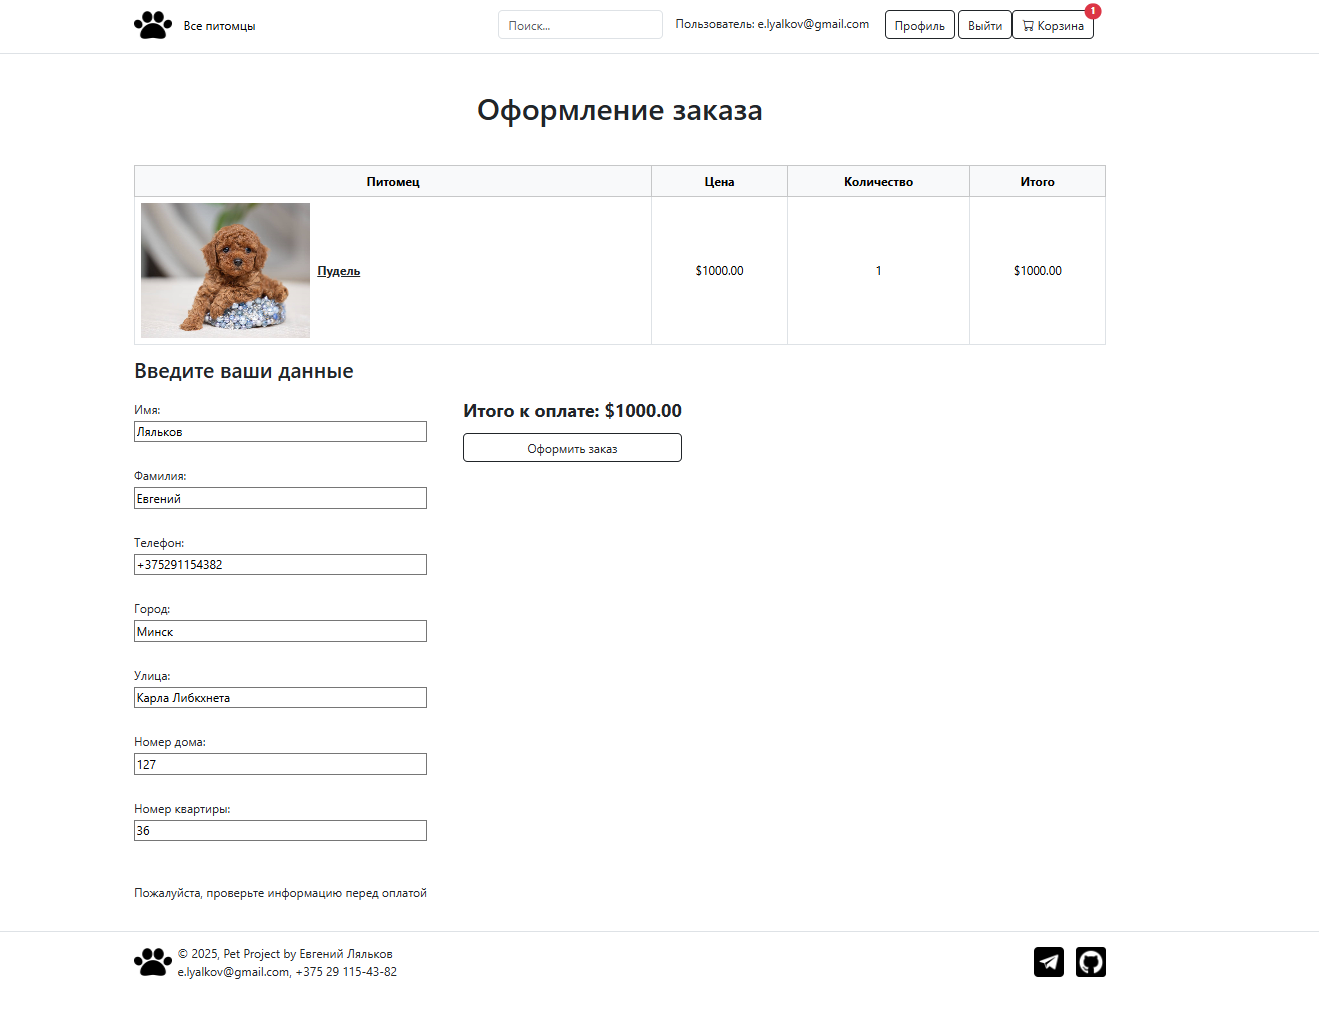 Все питомцы
Поиск...
Пользователь: e.lyalkov@gmail.com
Профиль
Выйти
Корзина
1
Оформление заказа
Питомец Цена Количество Итого
Пудель $1000.00 1 $1000.00
Введите ваши данные
Имя:
Ляльков
Фамилия:
Евгений
Телефон:
+375291154382
Город:
Минск
Улица:
Карла Либкхнета
Номер дома:
127
Номер квартиры:
36
Пожалуйста, проверьте информацию перед оплатой
Итого к оплате: $1000.00
Оформить заказ
© 2025, Pet Project by Евгений Ляльков
e.lyalkov@gmail.com, +375 29 115-43-82